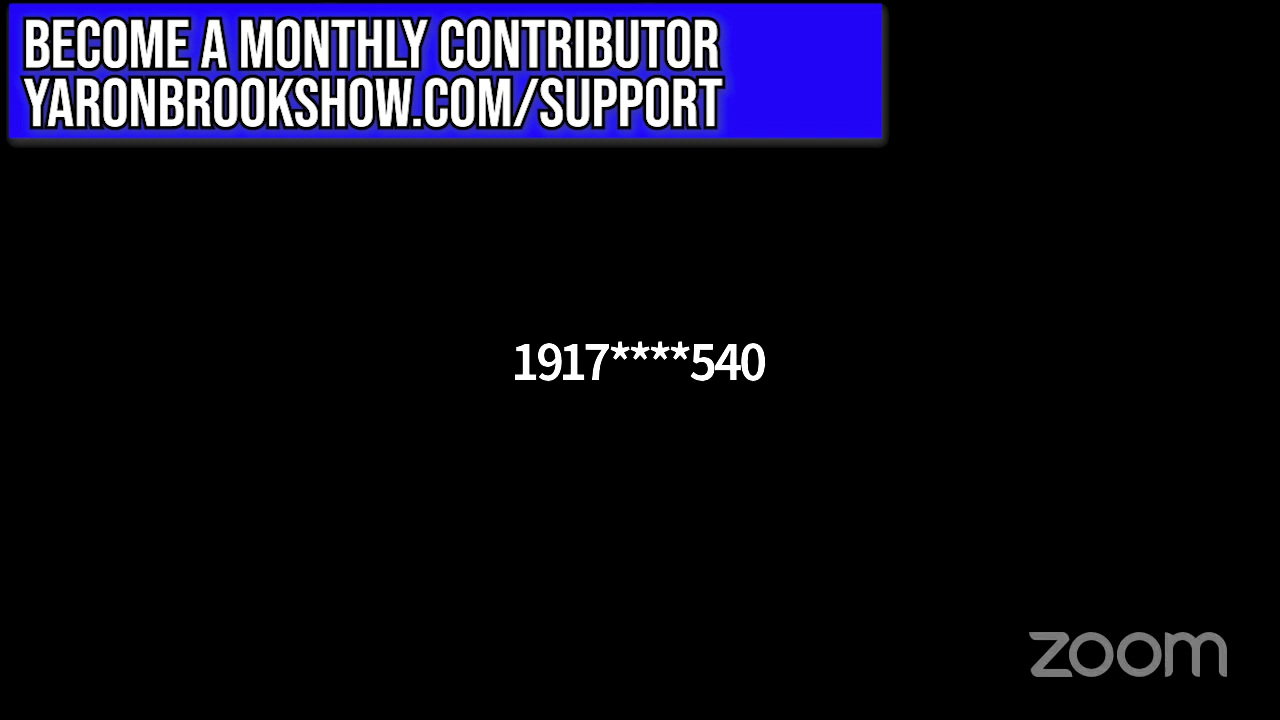 BECOME A MONTHLY CONTRIBUTOR
YARONBROOKSHOW.COM/SUPPORT
1917****540
zoom